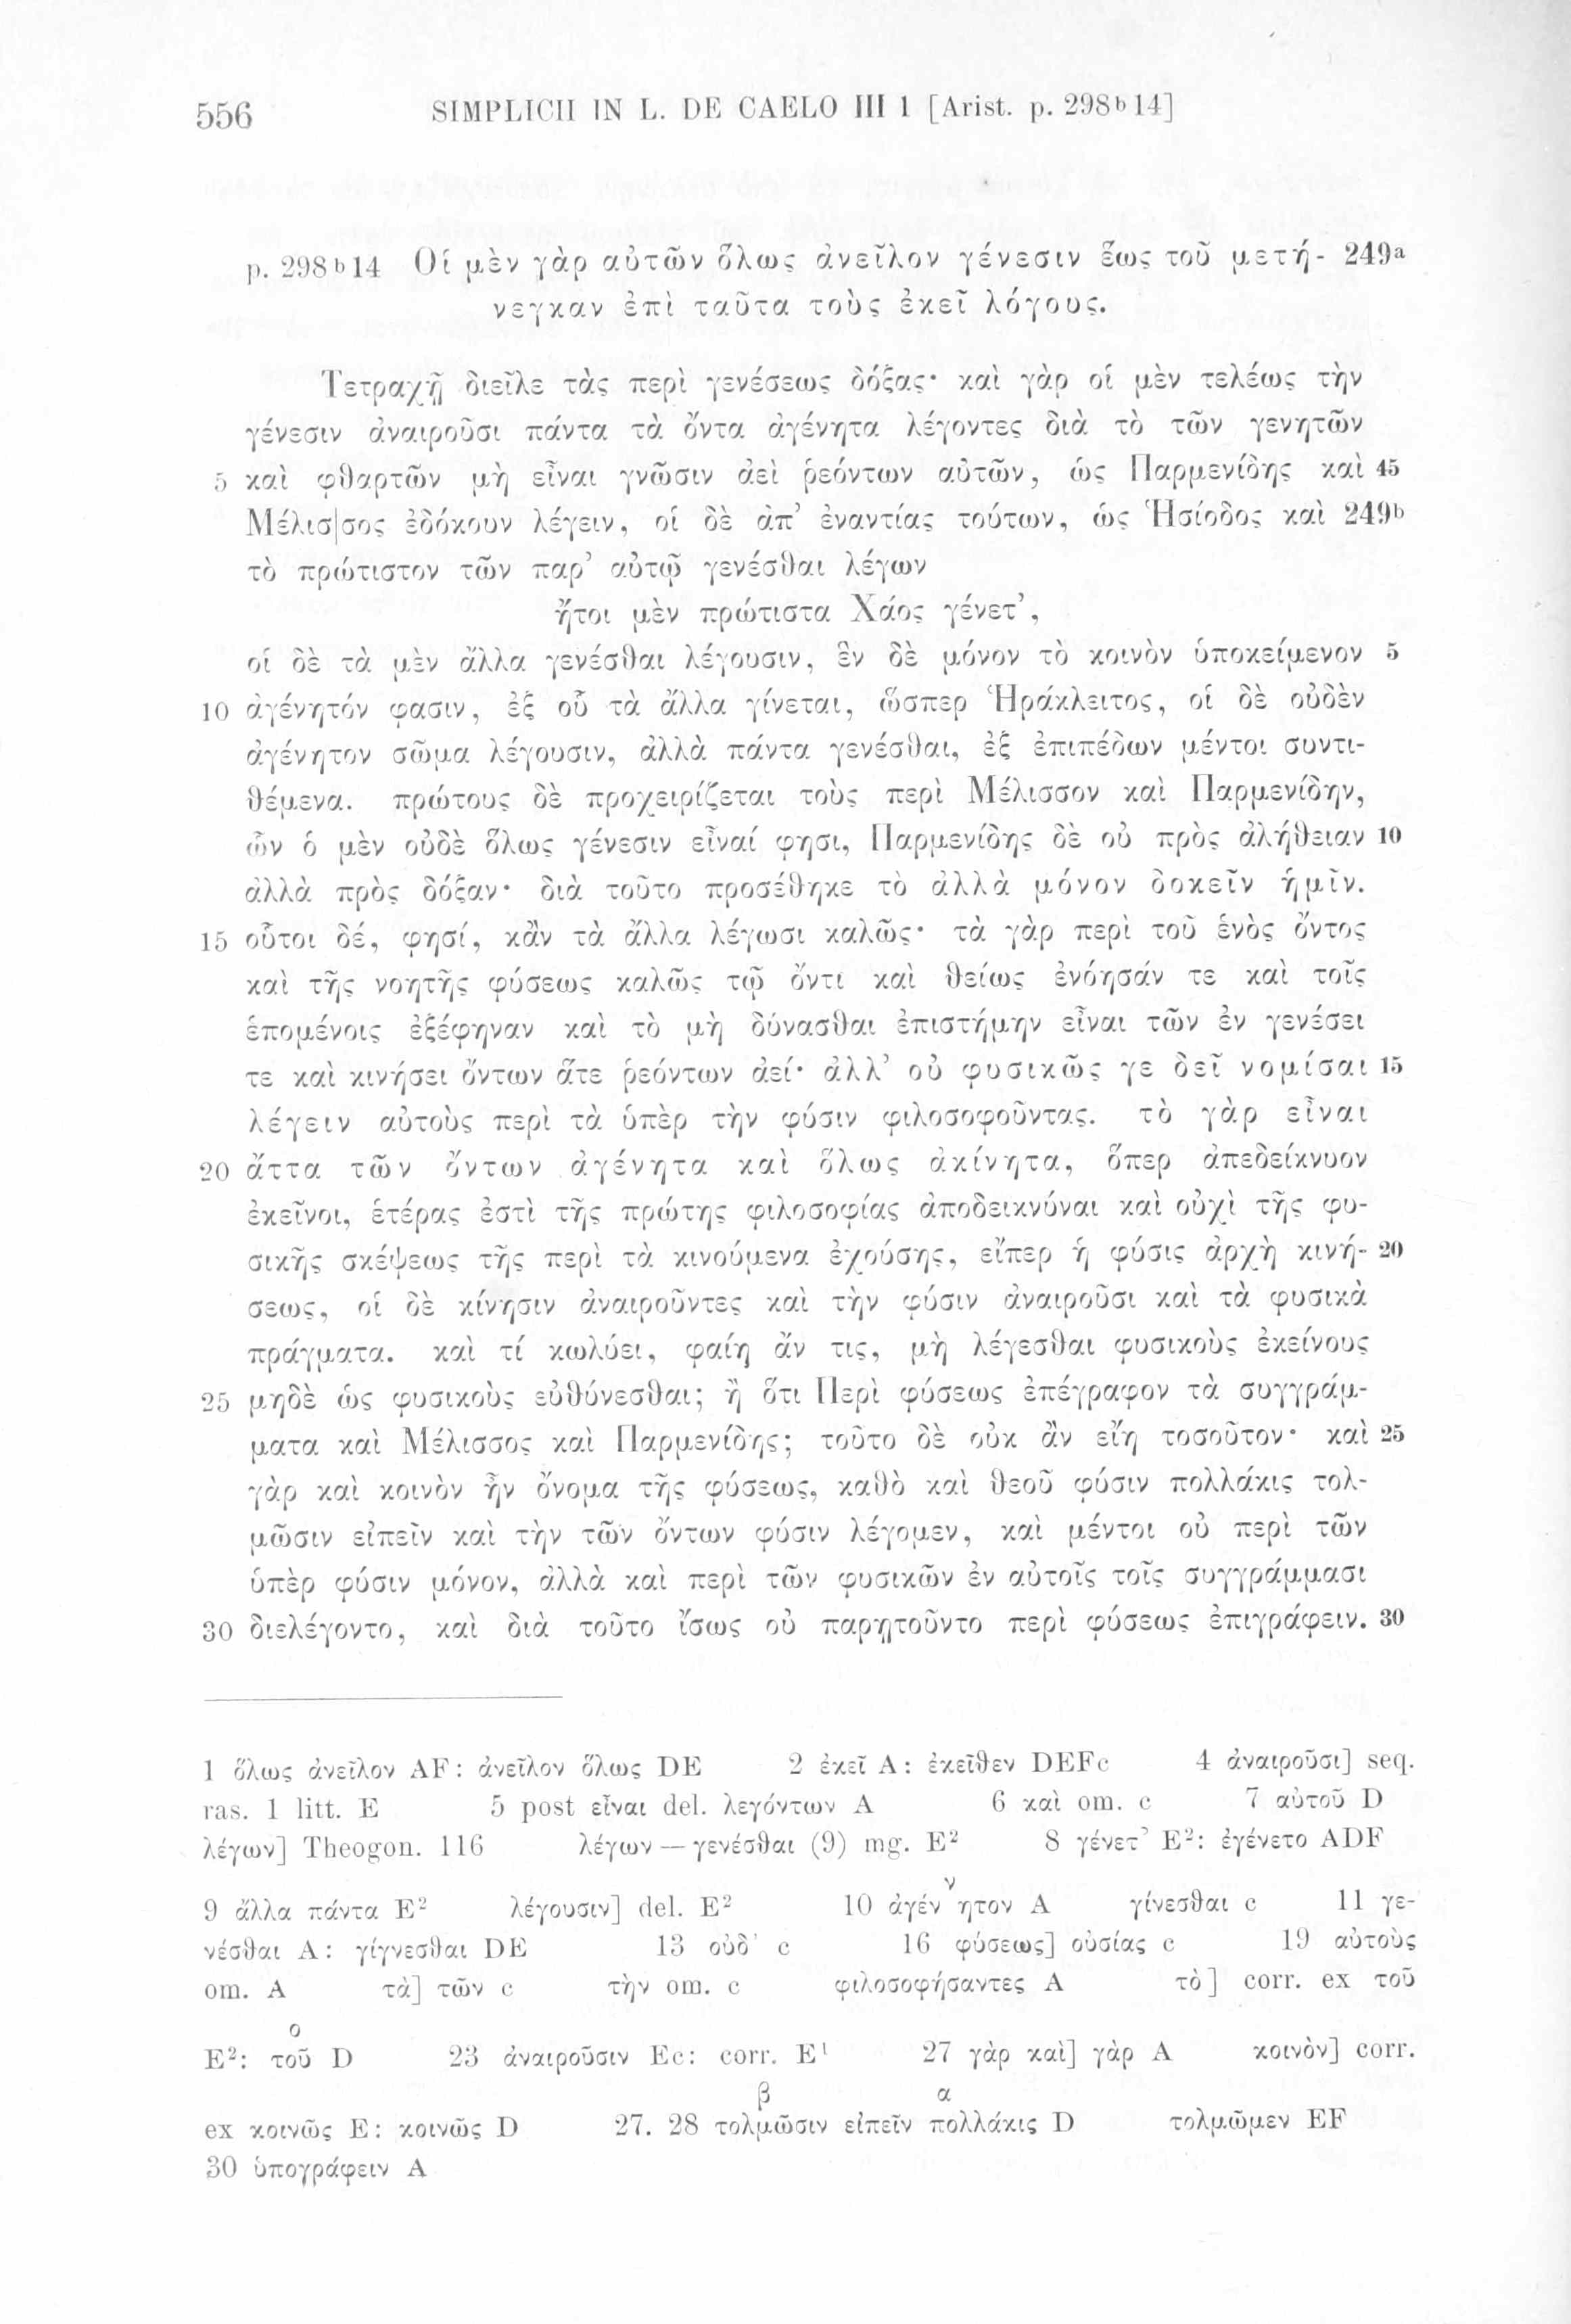 556 SIMPLICII IN L. DE CAELO III 1 [Arist. p. 298b14]
p. 298b14 Οἱ μὲν γὰρ αὐτῶν ὅλως ἀνεῖλον γένεσιν ἕως τοῦ μετή- 249a
νεγκαν ἐπὶ ταῦτα τοὺς ἐκεῖ λόγους.
Τετραχῇ διεῖλε τὰς περὶ γενέσεως δόξας· καὶ γὰρ οἱ μὲν τελέως τὴν
γένεσιν ἀναιροῦσι πάντα τὰ ὄντα ἀγένητα λέγοντες διὰ τὸ τῶν γενητῶν
5 καὶ φθαρτῶν μὴ εἶναι γνῶσιν ἀεὶ ῥεόντων αὐτῶν, ὡς Παρμενίδης καὶ 45
Μέλισ|σος ἐδόκουν λέγειν, οἱ δὲ ἀπ’ ἐναντίας τούτων, ὡς Ἡσίοδος καὶ 249b
τὸ πρώτιστον τῶν παρ’ αὐτῷ γενέσθαι λέγων
ἤτοι μὲν πρώτιστα Χάος γένετ’,
οἱ δὲ τὰ μὲν ἄλλα γενέσθαι λέγουσιν, ἓν δὲ μόνον τὸ κοινὸν ὑποκείμενον 5
10 ἀγένητόν φασιν, ἐξ οὗ τὰ ἄλλα γίνεται, ὥσπερ Ἡράκλειτος, οἱ δὲ οὐδὲν
ἀγένητον σῶμα λέγουσιν, ἀλλὰ πάντα γενέσθαι, ἐξ ἐπιπέδων μέντοι συντι-
θέμενα. πρώτους δὲ προχειρίζεται τοὺς περὶ Μέλισσον καὶ Παρμενίδην,
ὧν ὁ μὲν οὐδὲ ὅλως γένεσιν εἶναί φησι, Παρμενίδης δὲ οὐ πρὸς ἀλήθειαν 10
ἀλλὰ πρὸς δόξαν· διὰ τοῦτο προσέθηκε τὸ ἀλλὰ μόνον δοκεῖν ἡμῖν.
15 οὗτοι δέ, φησί, κἂν τὰ ἄλλα λέγωσι καλῶς· τὰ γὰρ περὶ τοῦ ἑνὸς ὄντος
καὶ τῆς νοητῆς φύσεως καλῶς τῷ ὄντι καὶ θείως ἐνόησάν τε καὶ τοῖς
ἑπομένοις ἐξέφηναν καὶ τὸ μὴ δύνασθαι ἐπιστήμην εἶναι τῶν ἐν γενέσει
τε καὶ κινήσει ὄντων ἅτε ῥεόντων ἀεί· ἀλλ’ οὐ φυσικῶς γε δεῖ νομίσαι 15
λέγειν αὐτοὺς περὶ τὰ ὑπὲρ τὴν φύσιν φιλοσοφοῦντας. τὸ γὰρ εἶναι
20 ἄττα τῶν ὄντων ἀγένητα καὶ ὅλως ἀκίνητα, ὅπερ ἀπεδείκνυον
ἐκεῖνοι, ἑτέρας ἐστὶ τῆς πρώτης φιλοσοφίας ἀποδεικνύναι καὶ οὐχὶ τῆς φυ-
σικῆς σκέψεως τῆς περὶ τὰ κινούμενα ἐχούσης, εἴπερ ἡ φύσις ἀρχὴ κινή- 20
σεως, οἱ δὲ κίνησιν ἀναιροῦντες καὶ τὴν φύσιν ἀναιροῦσι καὶ τὰ φυσικὰ
πράγματα. καὶ τί κωλύει, φαίη ἄν τις, μὴ λέγεσθαι φυσικοὺς ἐκείνους
25 μηδὲ ὡς φυσικοὺς εὐθύνεσθαι; ἢ ὅτι Περὶ φύσεως ἐπέγραφον τὰ συγγράμ-
ματα καὶ Μέλισσος καὶ Παρμενίδης; τοῦτο δὲ οὐκ ἂν εἴη τοσοῦτον· καὶ 25
γὰρ καὶ κοινὸν ἦν ὄνομα τῆς φύσεως, καθὸ καὶ θεοῦ φύσιν πολλάκις τολ-
μῶσιν εἰπεῖν καὶ τὴν τῶν ὄντων φύσιν λέγομεν, καὶ μέντοι οὐ περὶ τῶν
ὑπὲρ φύσιν μόνον, ἀλλὰ καὶ περὶ τῶν φυσικῶν ἐν αὐτοῖς τοῖς συγγράμμασι
30 διελέγοντο, καὶ διὰ τοῦτο ἴσως οὐ παρῃτοῦντο περὶ φύσεως ἐπιγράφειν. 30
1 ὅλως ἀνεῖλον AF: ἀνεῖλον ὅλως DE 2 ἐκεῖ A: ἐκεῖθεν DEFc 4 ἀναιροῦσι] seq.
ras. 1 litt. E 5 post εἶναι del. λεγόντων A 6 καὶ om. c 7 αὐτοῦ D
λέγων] Theogon. 116 λέγων — γενέσθαι (9) mg. E² 8 γένετ’ E²: ἐγένετο ADF
9 ἄλλα πάντα E² λέγουσιν] del. E² 10 ἀγένητον A γίνεσθαι c 11 γε-
ν
νέσθαι A: γίγνεσθαι DE 13 οὐδ’ c 16 φύσεως] οὐσίας c 19 αὐτοὺς
om. A τὰ] τῶν c τὴν om. c φιλοσοφήσαντες A τὸ] corr. ex τοῦ
ο
E²: τοῦ D 23 ἀναιροῦσιν Ec: corr. E¹ 27 γὰρ καὶ] γὰρ A κοινὸν] corr.
β α
ex κοινῶς E: κοινῶς D 27. 28 τολμῶσιν εἰπεῖν πολλάκις D τολμῶμεν EF
30 ὑπογράφειν A